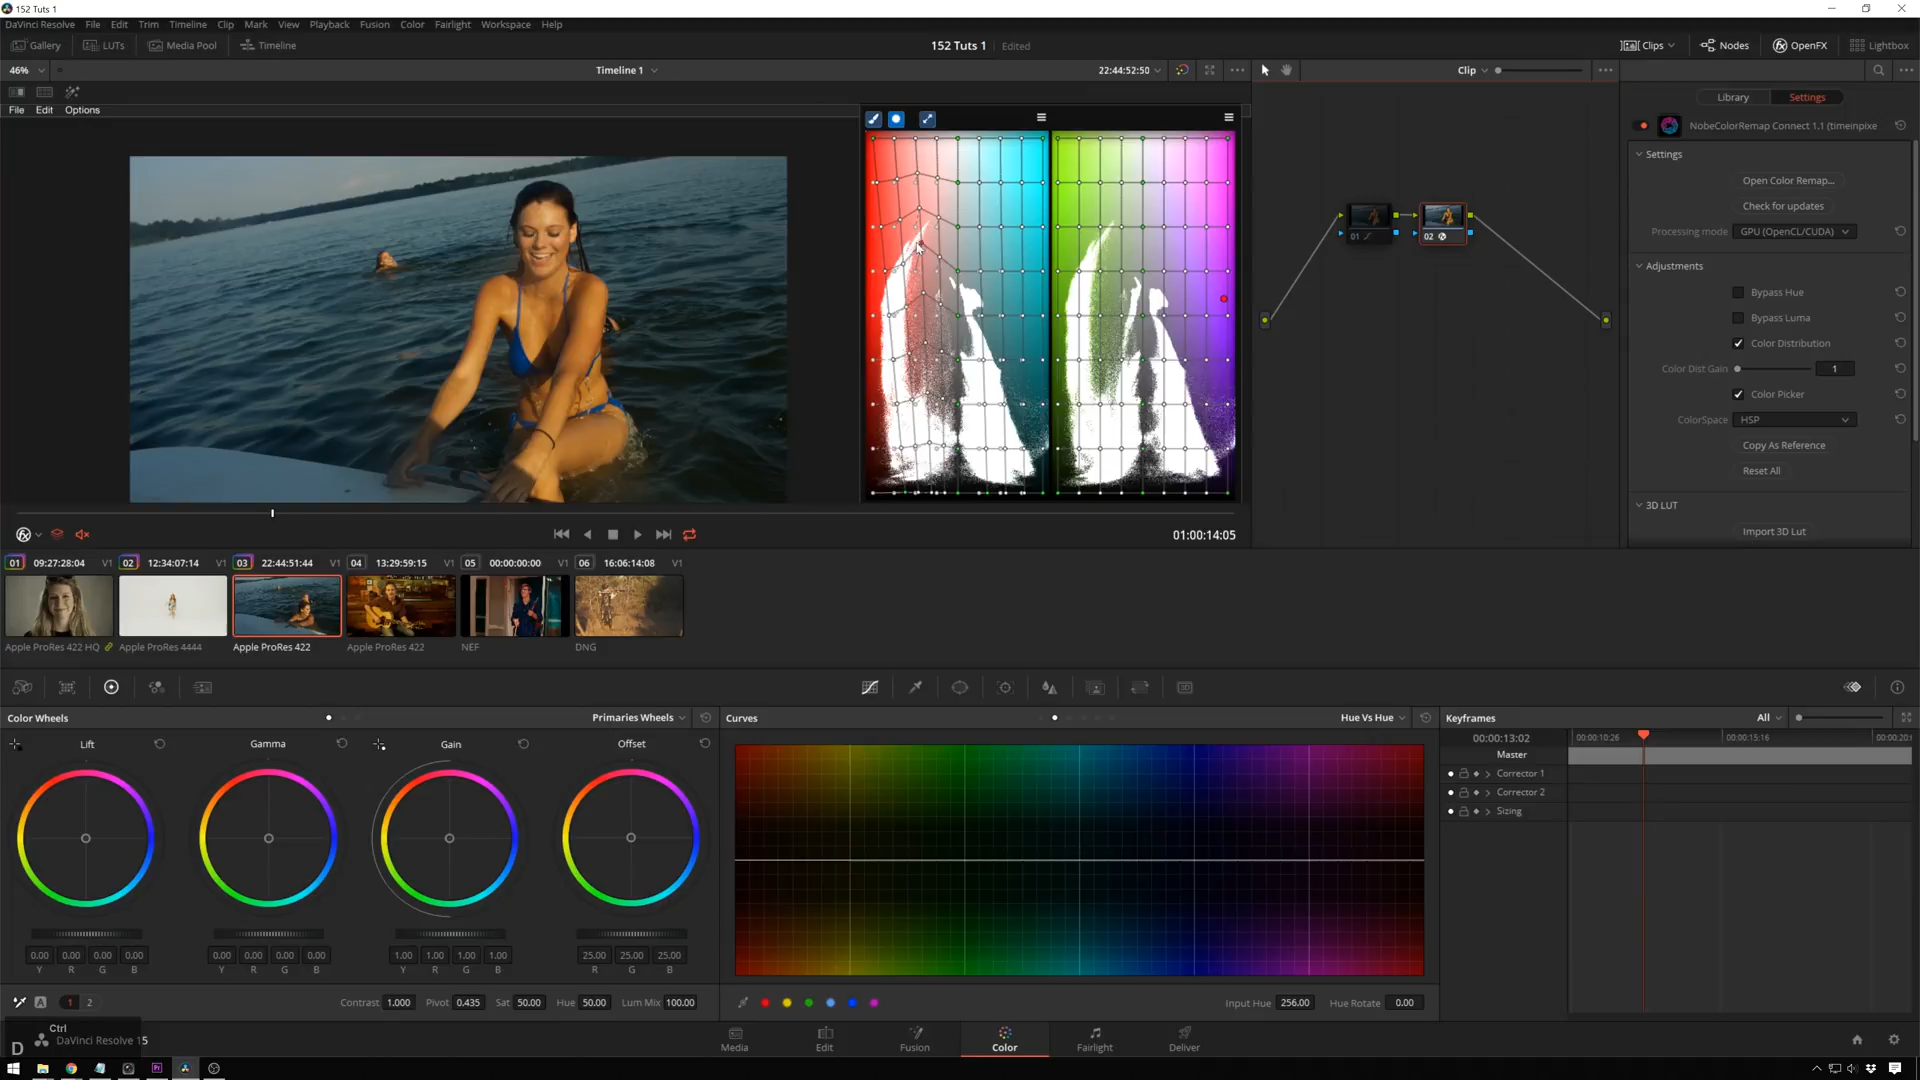 152 Tuts 1
DaVinci Resolve File Edit Trim Timeline Clip Mark View Playback Fusion Color Fairlight Workspace Help
Gallery LUTs Media Pool Timeline 152 Tuts 1 Edited Clips Nodes OpenFX Lightbox
46% Timeline 1 22:44:52:50 Clip
File Edit Options
Library Settings
NobeColorRemap Connect 1.1 (timeinpixe
Settings
Open Color Remap...
Check for updates
Processing mode GPU (OpenCL/CUDA)
Adjustments
Bypass Hue
Bypass Luma
Color Distribution
Color Dist Gain 1
Color Picker
ColorSpace HSP
Copy As Reference
Reset All
3D LUT
Import 3D Lut
01 02
01:00:14:05
01 09:27:28:04 V1 02 12:34:07:14 V1 03 22:44:51:44 V1 04 13:29:59:15 V1 05 00:00:00:00 V1 06 16:06:14:08 V1
Apple ProRes 422 HQ Apple ProRes 4444 Apple ProRes 422 Apple ProRes 422 NEF DNG
Color Wheels Primaries Wheels Curves Hue Vs Hue Keyframes All
Lift Gamma Gain Offset
00:00:13:02 00:00:10:26 00:00:15:16 00:00:20:
Master
Corrector 1
Corrector 2
Sizing
0.00 0.00 0.00 0.00 0.00 0.00 0.00 0.00 1.00 1.00 1.00 1.00 25.00 25.00 25.00
Y R G B Y R G B Y R G B R G B
A 1 2 Contrast 1.000 Pivot 0.435 Sat 50.00 Hue 50.00 Lum Mix 100.00 Input Hue 256.00 Hue Rotate 0.00
Ctrl
D DaVinci Resolve 15
Media Edit Fusion Color Fairlight Deliver
Pr